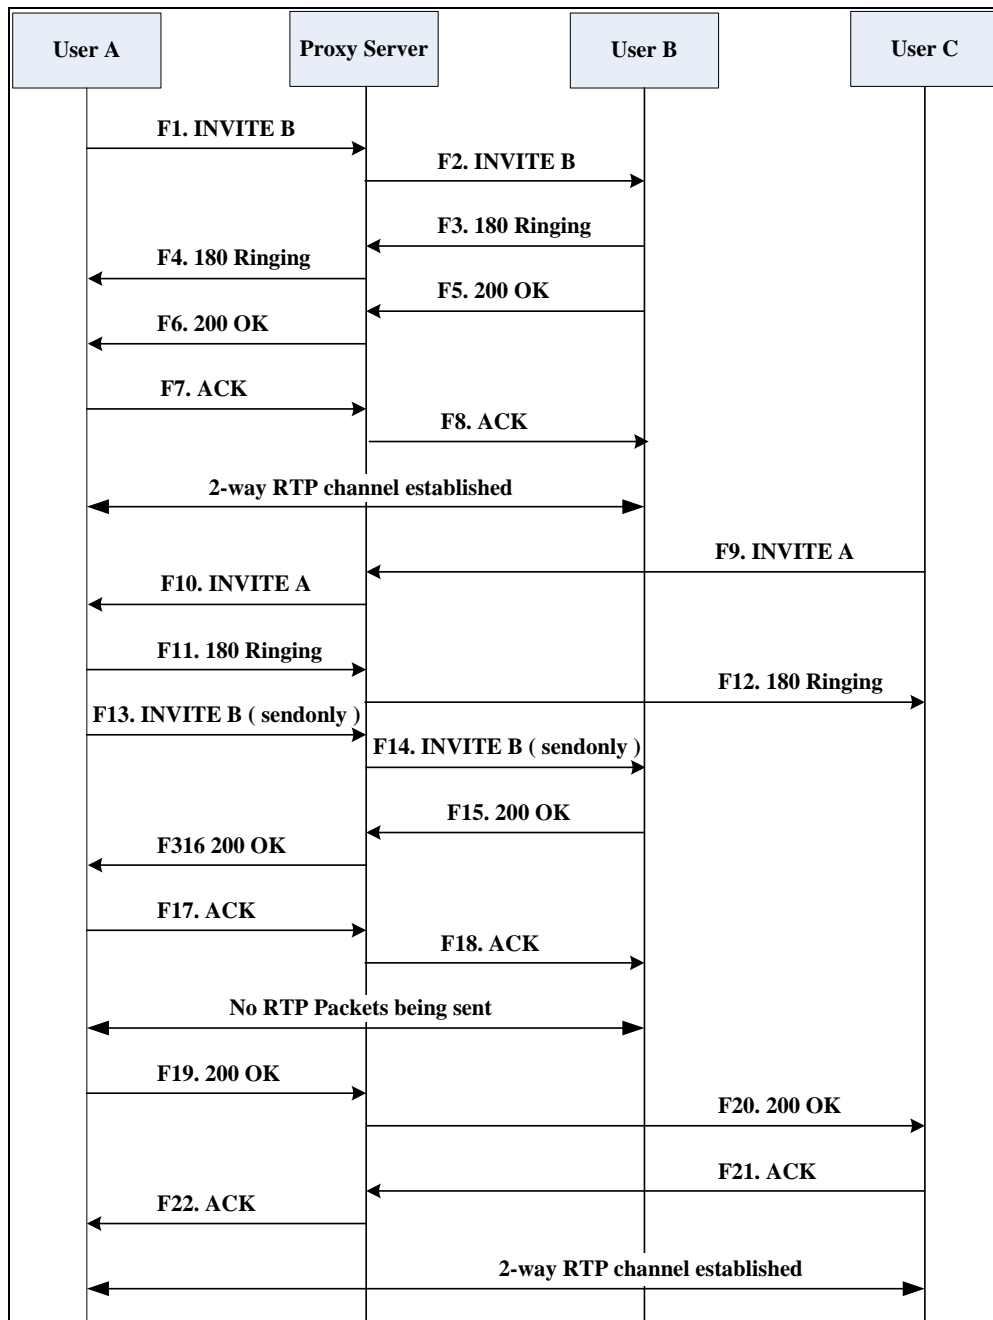 User A
Proxy Server
User B
User C
F1. INVITE B
F2. INVITE B
F3. 180 Ringing
F4. 180 Ringing
F5. 200 OK
F6. 200 OK
F7. ACK
F8. ACK
2-way RTP channel established
F9. INVITE A
F10. INVITE A
F11. 180 Ringing
F12. 180 Ringing
F13. INVITE B ( sendonly )
F14. INVITE B ( sendonly )
F15. 200 OK
F316 200 OK
F17. ACK
F18. ACK
No RTP Packets being sent
F19. 200 OK
F20. 200 OK
F21. ACK
F22. ACK
2-way RTP channel established